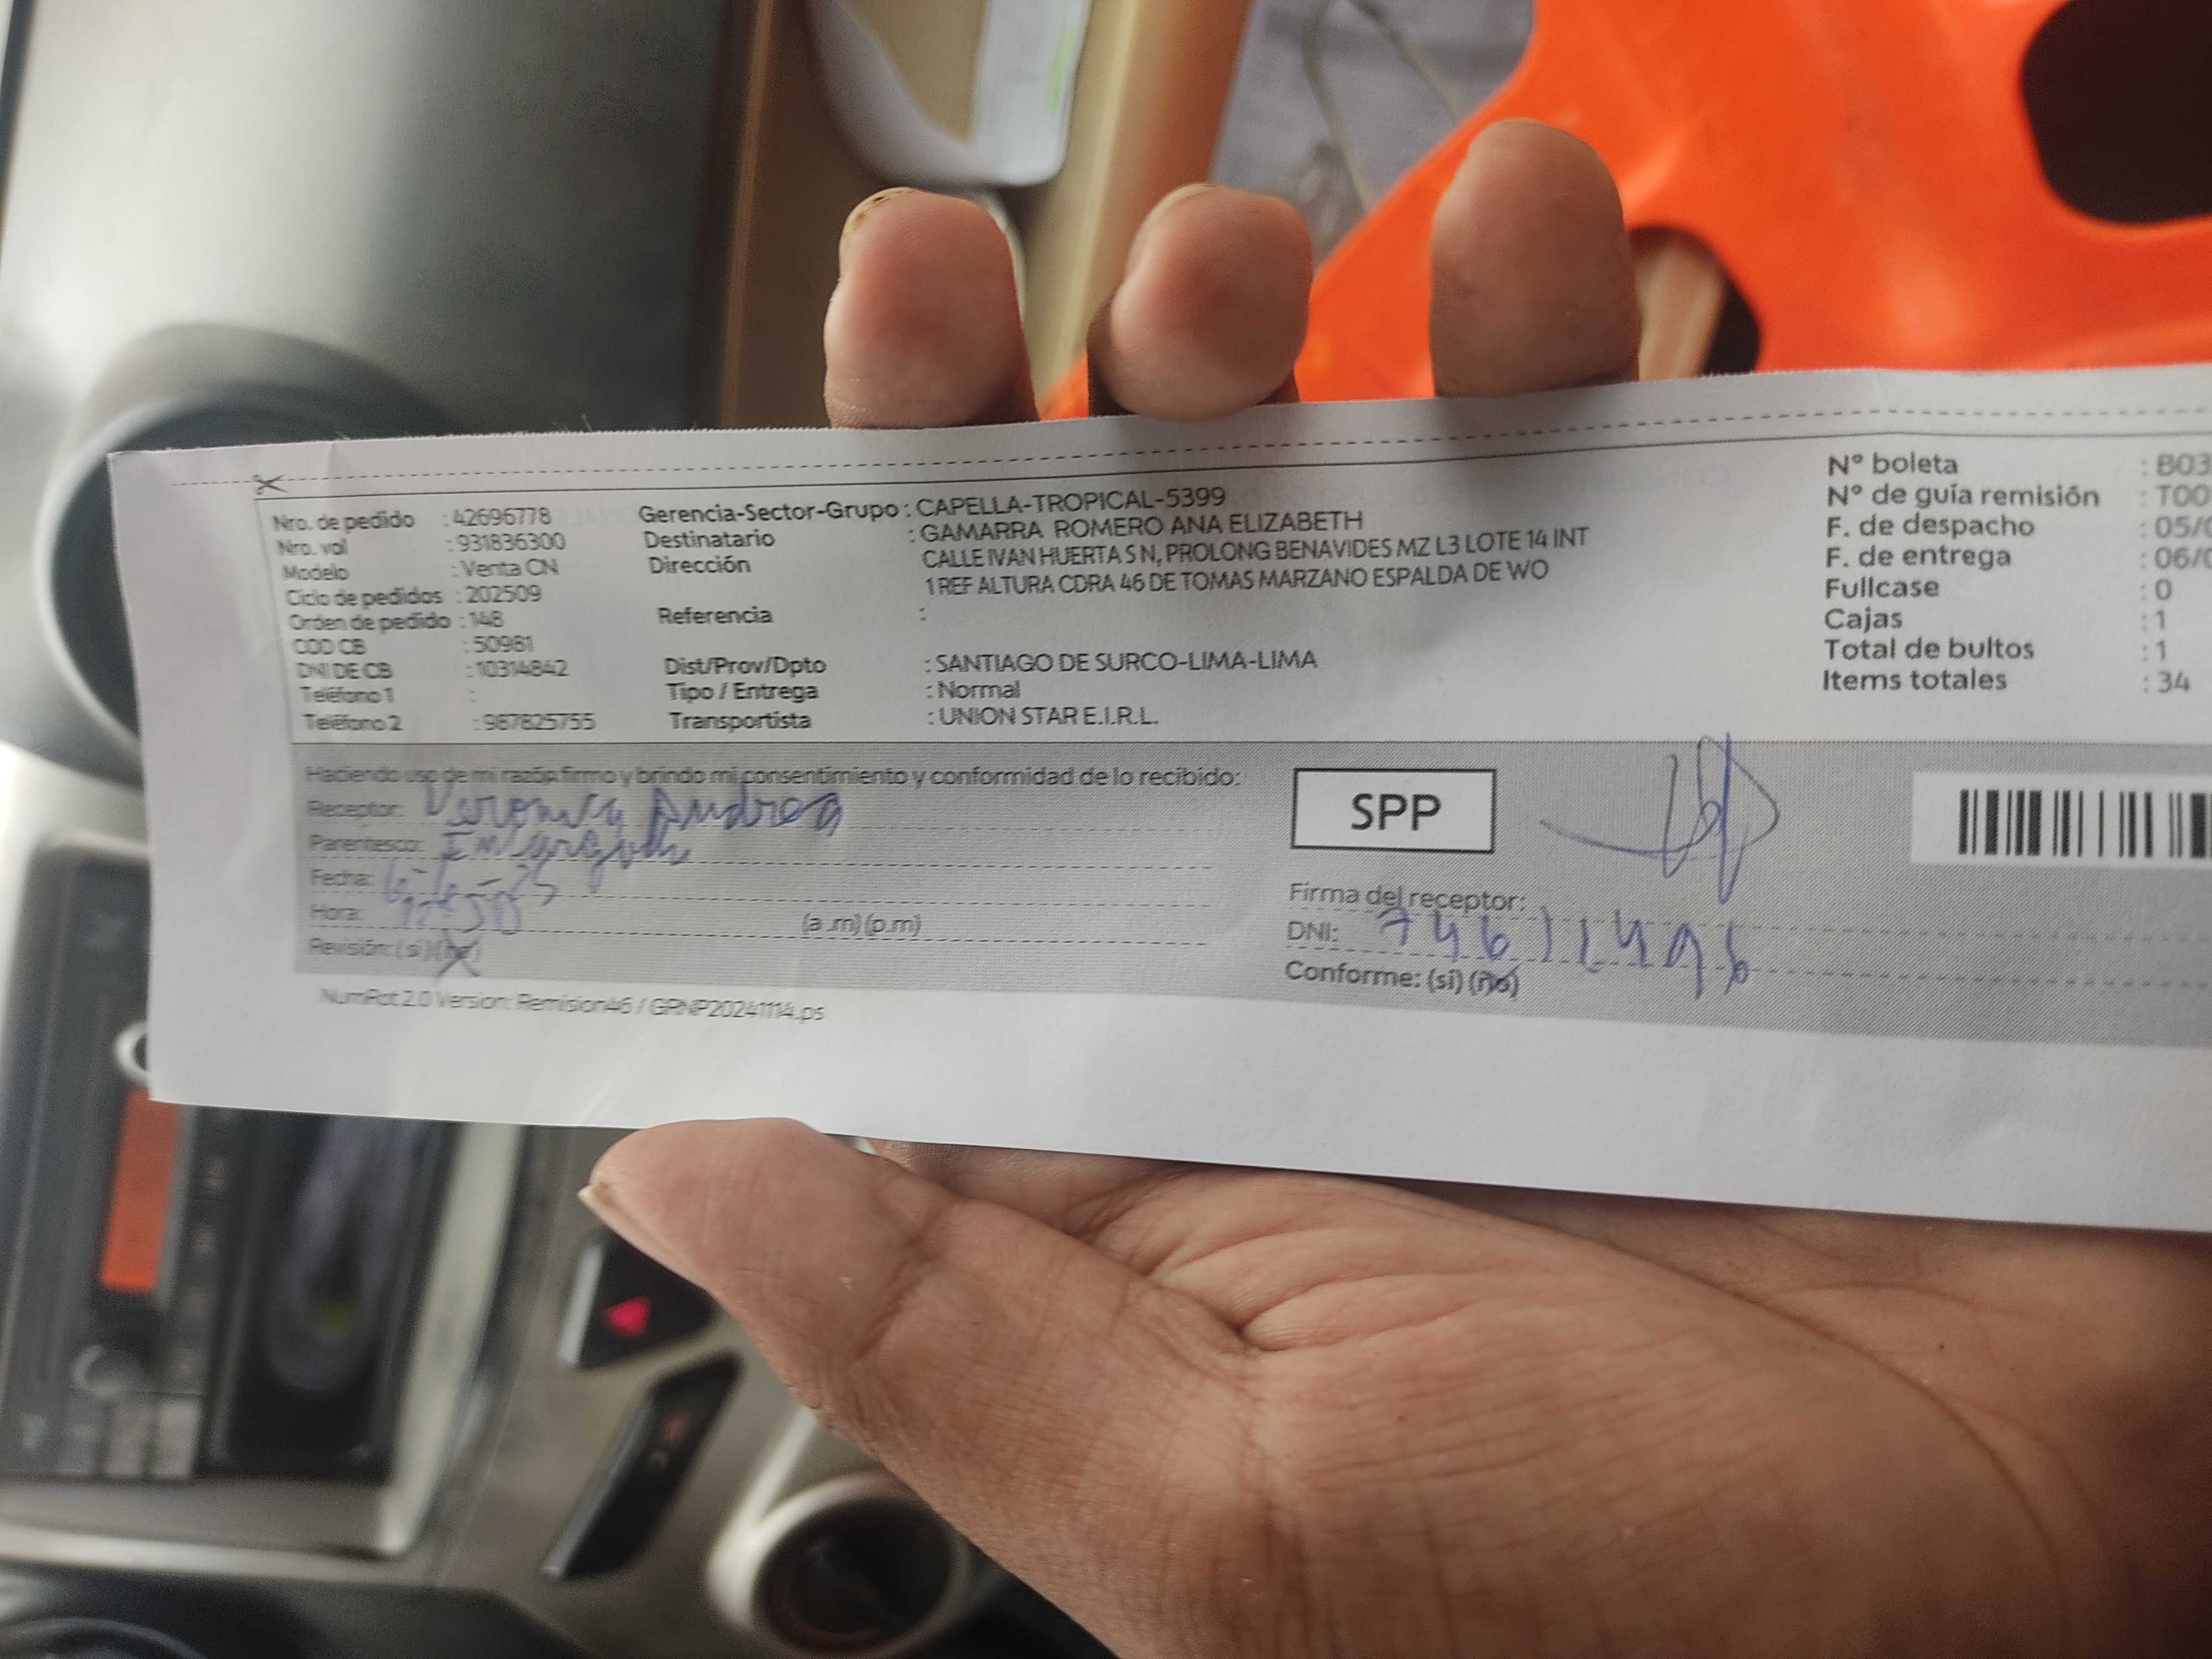 Nro. de pedido : 42696778
Nro. vol : 931836300
Modelo : Venta CN
Ciclo de pedidos : 202509
Orden de pedido : 148
COD CB : 50981
DNI DE CB : 10314842
Teléfono 1 :
Teléfono 2 : 987825755
Gerencia-Sector-Grupo : CAPELLA-TROPICAL-5399
Destinatario : GAMARRA ROMERO ANA ELIZABETH
Dirección CALLE IVAN HUERTA S N, PROLONG BENAVIDES MZ L3 LOTE 14 INT
1 REF ALTURA CDRA 46 DE TOMAS MARZANO ESPALDA DE WO
Referencia :
Dist/Prov/Dpto : SANTIAGO DE SURCO-LIMA-LIMA
Tipo / Entrega : Normal
Transportista : UNION STAR E.I.R.L.
Nº boleta : B03
Nº de guía remisión : T00
F. de despacho : 05/0
F. de entrega : 06/0
Fullcase : 0
Cajas : 1
Total de bultos : 1
Items totales : 34
Haciendo uso de mi razón firmo y brindo mi consentimiento y conformidad de lo recibido:
Receptor: Veronica Andrea
Parentesco:
Fecha:
Hora: (a.m) (p.m)
Revisión: (si) (no)
SPP
Firma del receptor:
DNI:
Conforme: (si) (no)
NumRot 2.0 Version: Remision46 / GRNP20241114.ps